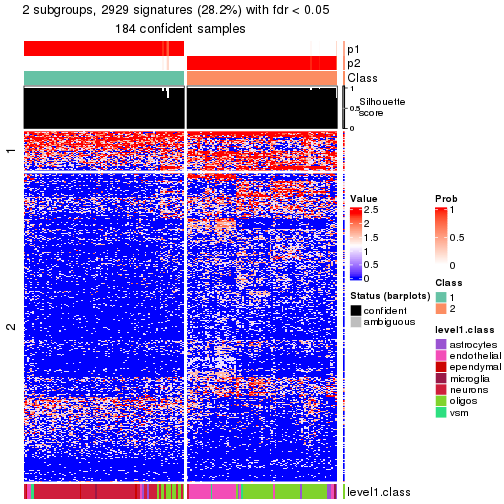 2 subgroups, 2929 signatures (28.2%) with fdr < 0.05
184 confident samples
p1
p2
Class
1
0.5
0
Silhouette
score
1
2
Value
2.5
2
1.5
1
0.5
0
Prob
1
0.5
0
Status (barplots)
confident
ambiguous
Class
1
2
level1.class
astrocytes
endothelial
ependymal
microglia
neurons
oligos
vsm
level1.class